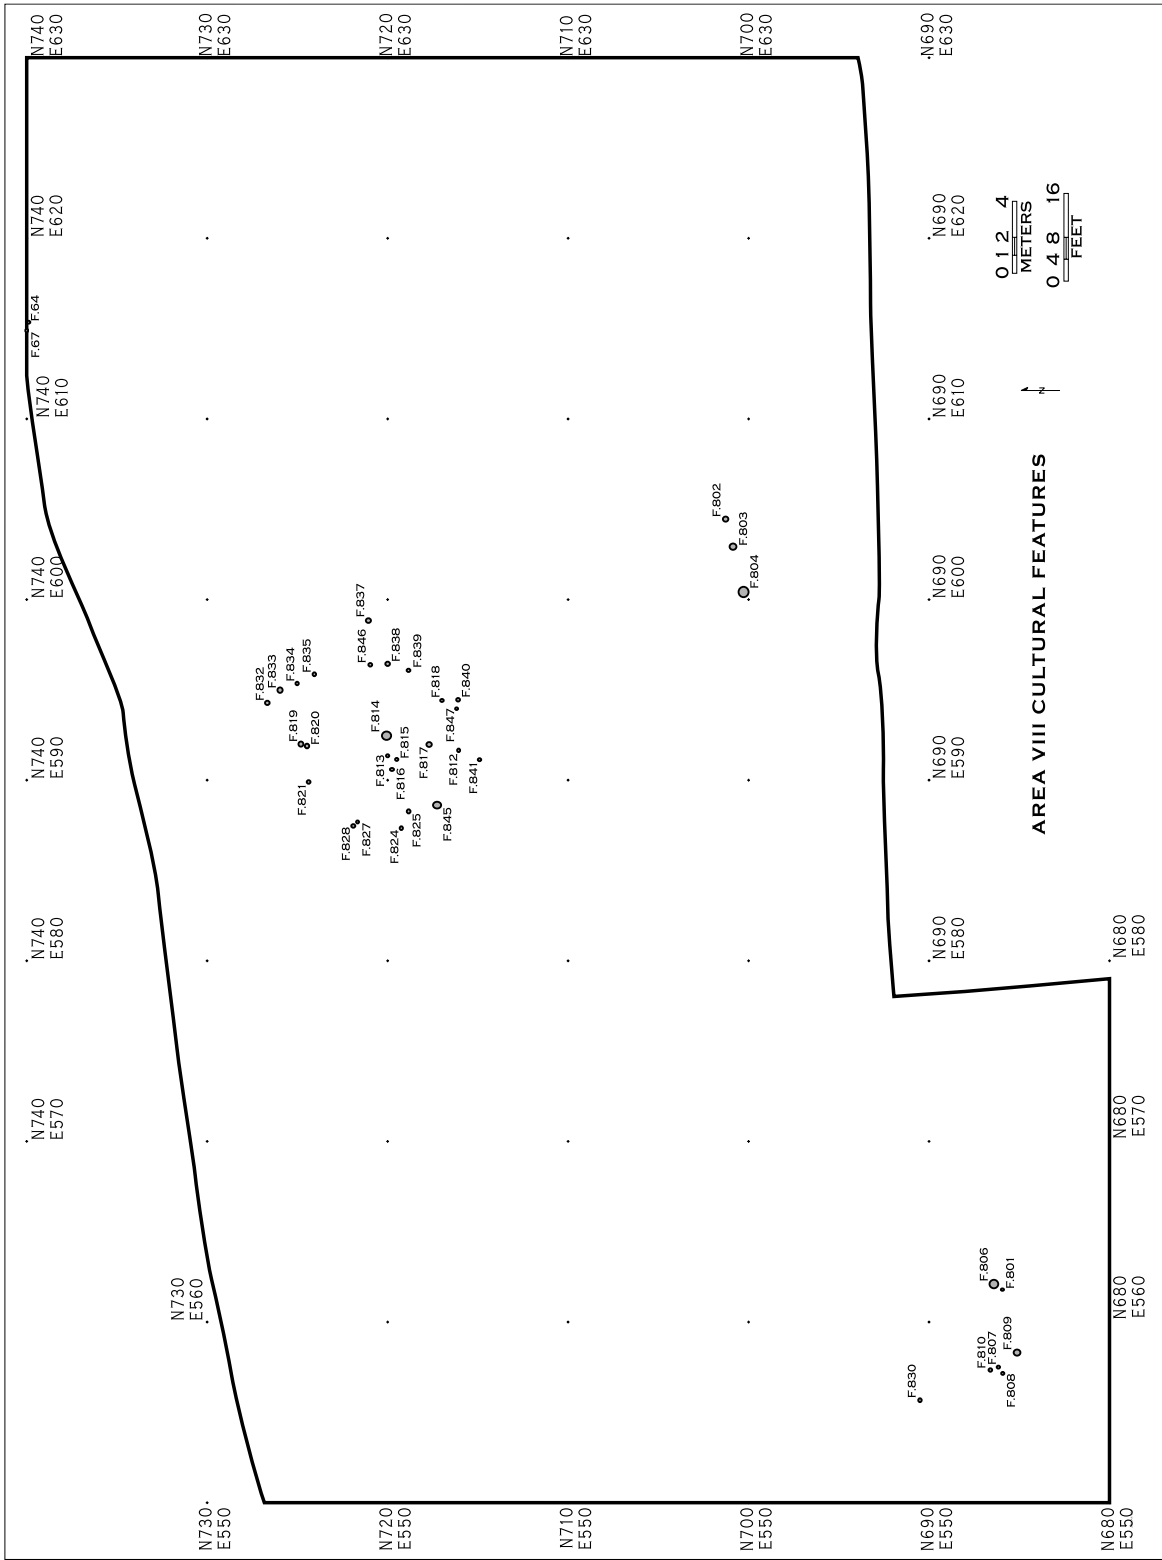 N740
E630
N730
E630
N720
E630
N710
E630
N700
E630
N690
E630
N740
E620
N690
E620
0 1 2 4
METERS
0 4 8 16
FEET
F.67
F.64
N740
E610
N690
E610
N
AREA VIII CULTURAL FEATURES
N740
E600
N690
E600
F.802
F.803
F.804
F.837
F.846
F.838
F.839
F.832
F.833
F.834
F.835
F.818
F.840
F.847
F.819
F.820
F.814
F.813
F.815
F.816
F.817
F.812
F.841
F.821
F.828
F.827
F.824
F.825
F.845
N740
E590
N690
E590
N740
E580
N690
E580
N680
E580
N740
E570
N680
E570
N730
E560
N680
E560
F.806
F.801
F.810
F.807
F.809
F.808
F.830
N730
E550
N720
E550
N710
E550
N700
E550
N690
E550
N680
E550